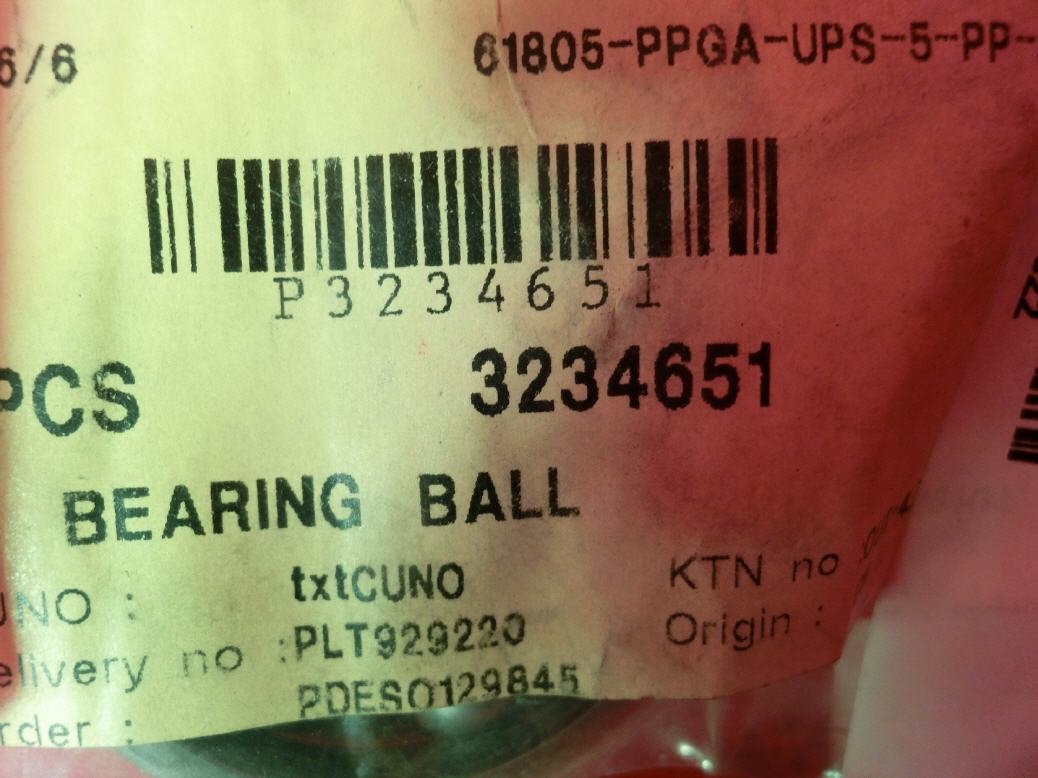 6/6 61805-PPGA-UPS-5-PP-
P3234651
PCS 3234651
BEARING BALL
UNO : txtCUNO KTN no
elivery no :PLT929220 Origin :
rder : PDESO129845